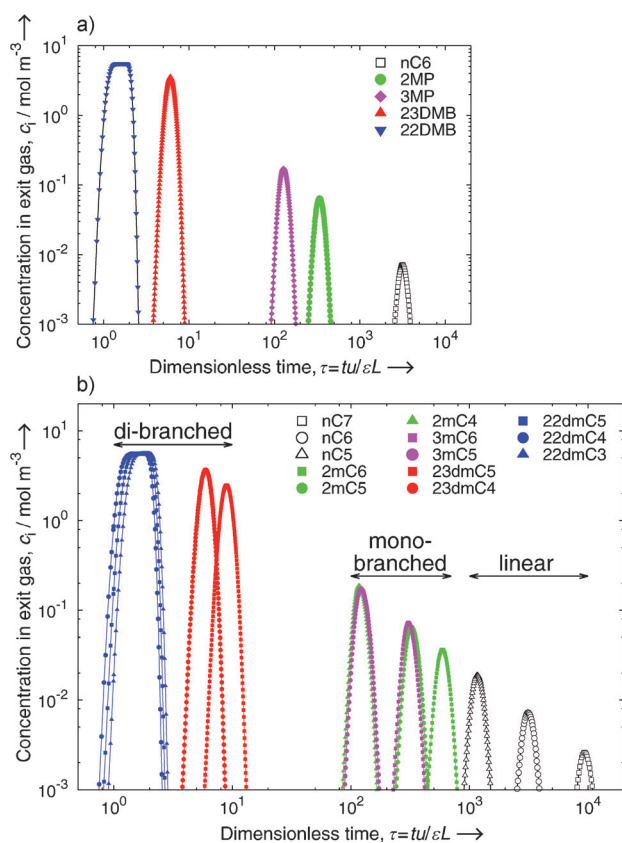 a)
Concentration in exit gas, cᵢ / mol m⁻³ ⟶
10¹
10⁰
10⁻¹
10⁻²
10⁻³
nC6
2MP
3MP
23DMB
22DMB
10⁰ 10¹ 10² 10³ 10⁴
Dimensionless time, τ=tu/εL ⟶
b)
Concentration in exit gas, cᵢ / mol m⁻³ ⟶
10¹
10⁰
10⁻¹
10⁻²
10⁻³
di-branched
nC7 2mC4 22dmC5
nC6 3mC6 22dmC4
nC5 3mC5 22dmC3
2mC6 23dmC5
2mC5 23dmC4
mono-
branched
linear
10⁰ 10¹ 10² 10³ 10⁴
Dimensionless time, τ=tu/εL ⟶